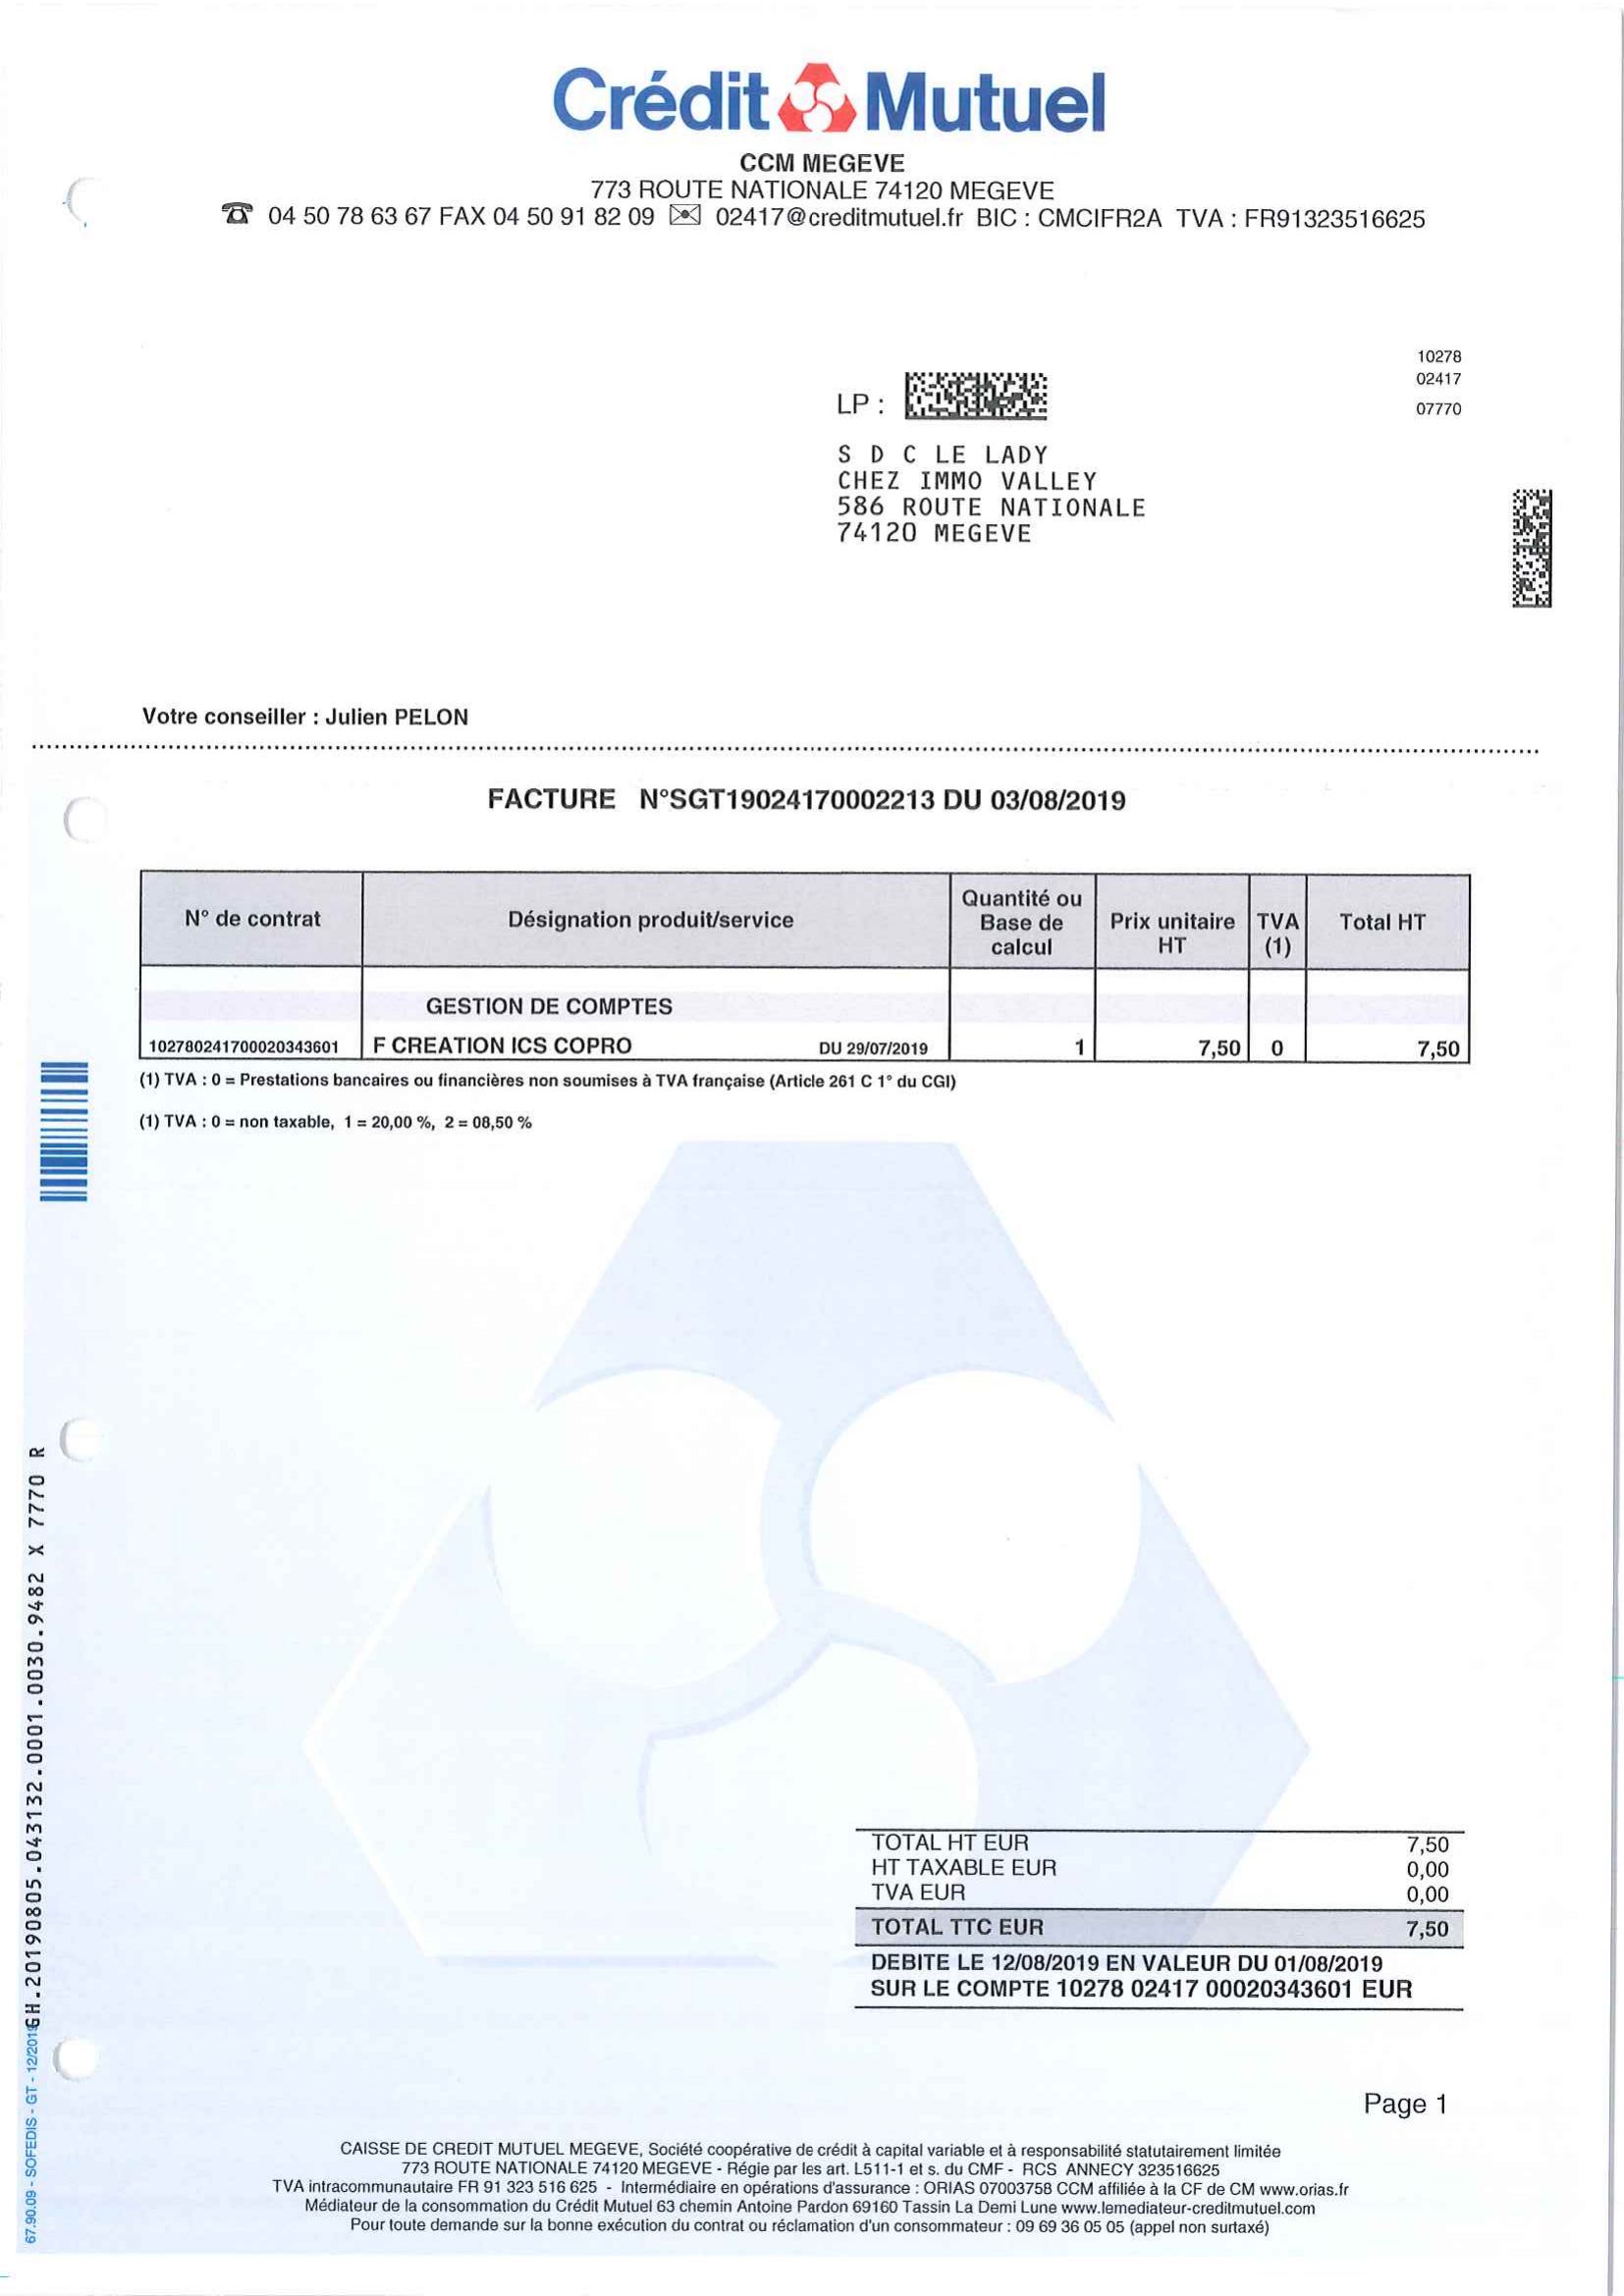 Crédit Mutuel
CCM MEGEVE
773 ROUTE NATIONALE 74120 MEGEVE
☎ 04 50 78 63 67 FAX 04 50 91 82 09 ✉ 02417@creditmutuel.fr BIC : CMCIFR2A TVA : FR91323516625
10278
02417
07770
LP :
S D C LE LADY
CHEZ IMMO VALLEY
586 ROUTE NATIONALE
74120 MEGEVE
Votre conseiller : Julien PELON
FACTURE N°SGT19024170002213 DU 03/08/2019
N° de contrat Désignation produit/service Quantité ou Base de calcul Prix unitaire HT TVA (1) Total HT
GESTION DE COMPTES
102780241700020343601 F CREATION ICS COPRO DU 29/07/2019 1 7,50 0 7,50
(1) TVA : 0 = Prestations bancaires ou financières non soumises à TVA française (Article 261 C 1° du CGI)
(1) TVA : 0 = non taxable, 1 = 20,00 %, 2 = 08,50 %
TOTAL HT EUR 7,50
HT TAXABLE EUR 0,00
TVA EUR 0,00
TOTAL TTC EUR 7,50
DEBITE LE 12/08/2019 EN VALEUR DU 01/08/2019
SUR LE COMPTE 10278 02417 00020343601 EUR
Page 1
CAISSE DE CREDIT MUTUEL MEGEVE, Société coopérative de crédit à capital variable et à responsabilité statutairement limitée
773 ROUTE NATIONALE 74120 MEGEVE - Régie par les art. L511-1 et s. du CMF - RCS ANNECY 323516625
TVA intracommunautaire FR 91 323 516 625 - Intermédiaire en opérations d'assurance : ORIAS 07003758 CCM affiliée à la CF de CM www.orias.fr
Médiateur de la consommation du Crédit Mutuel 63 chemin Antoine Pardon 69160 Tassin La Demi Lune www.lemediateur-creditmutuel.com
Pour toute demande sur la bonne exécution du contrat ou réclamation d'un consommateur : 09 69 36 05 05 (appel non surtaxé)
GH.20190805.043132.0001.0030.9482 X 7770 R
67.90.09 - SOFEDIS - GT - 12/2019